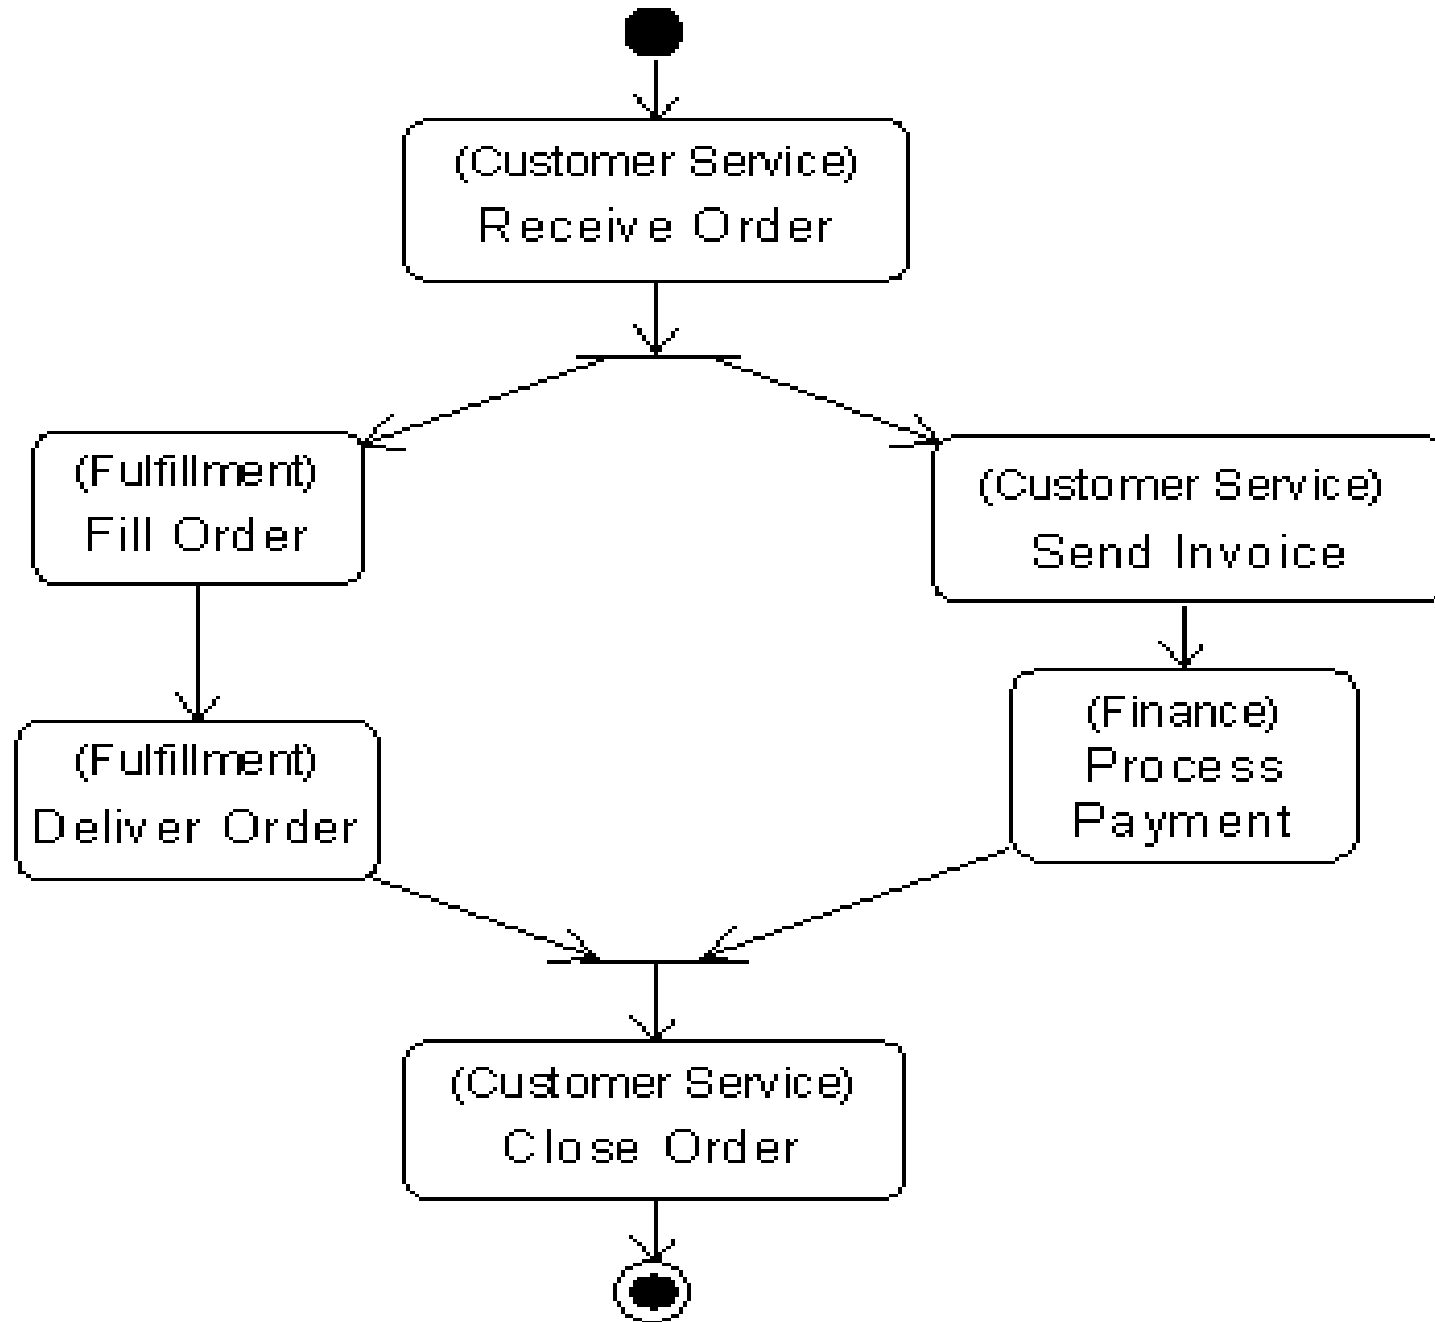 (Customer Service)
Receive Order
(Fulfillment)
Fill Order
(Customer Service)
Send Invoice
(Fulfillment)
Deliver Order
(Finance)
Process
Payment
(Customer Service)
Close Order